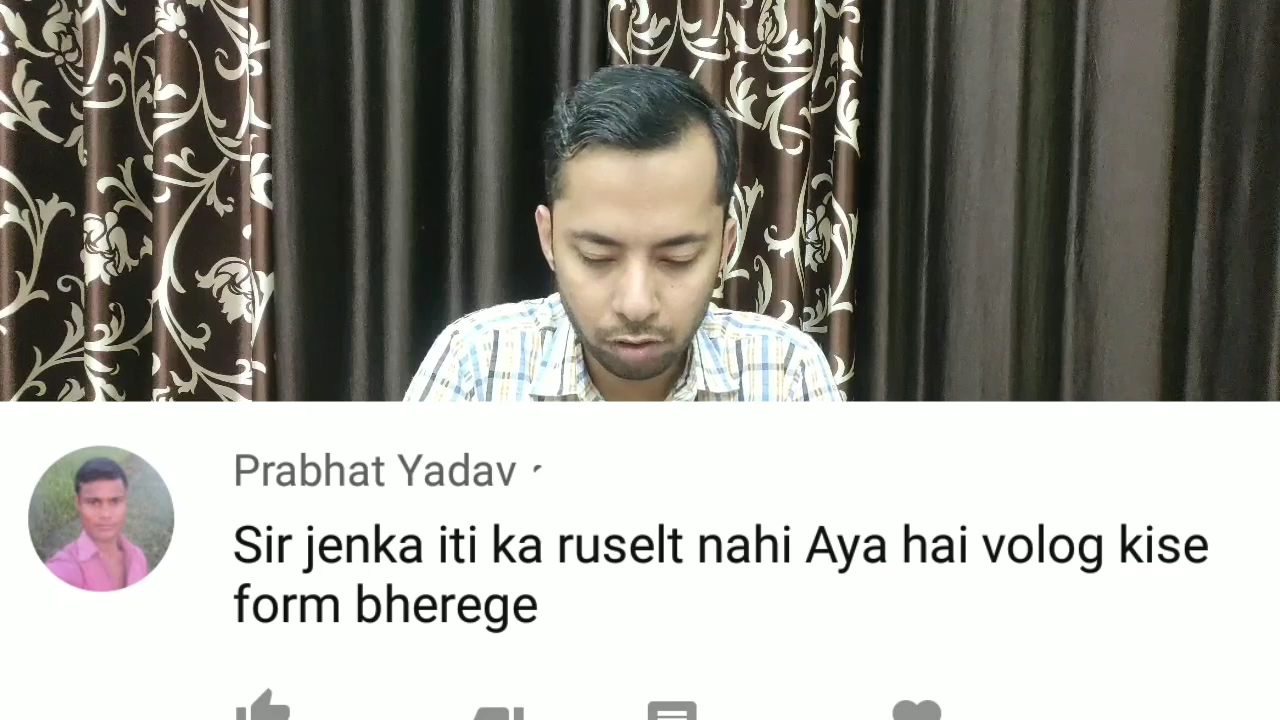 Prabhat Yadav
Sir jenka iti ka ruselt nahi Aya hai volog kise
form bherege